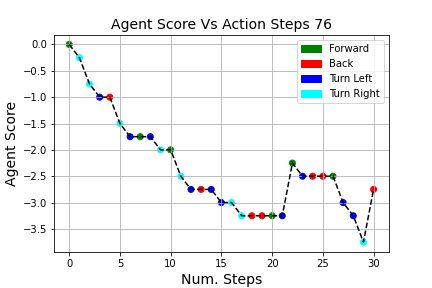 Agent Score Vs Action Steps 76
0.0
−0.5
−1.0
−1.5
−2.0
−2.5
−3.0
−3.5
Agent Score
Forward
Back
Turn Left
Turn Right
0 5 10 15 20 25 30
Num. Steps